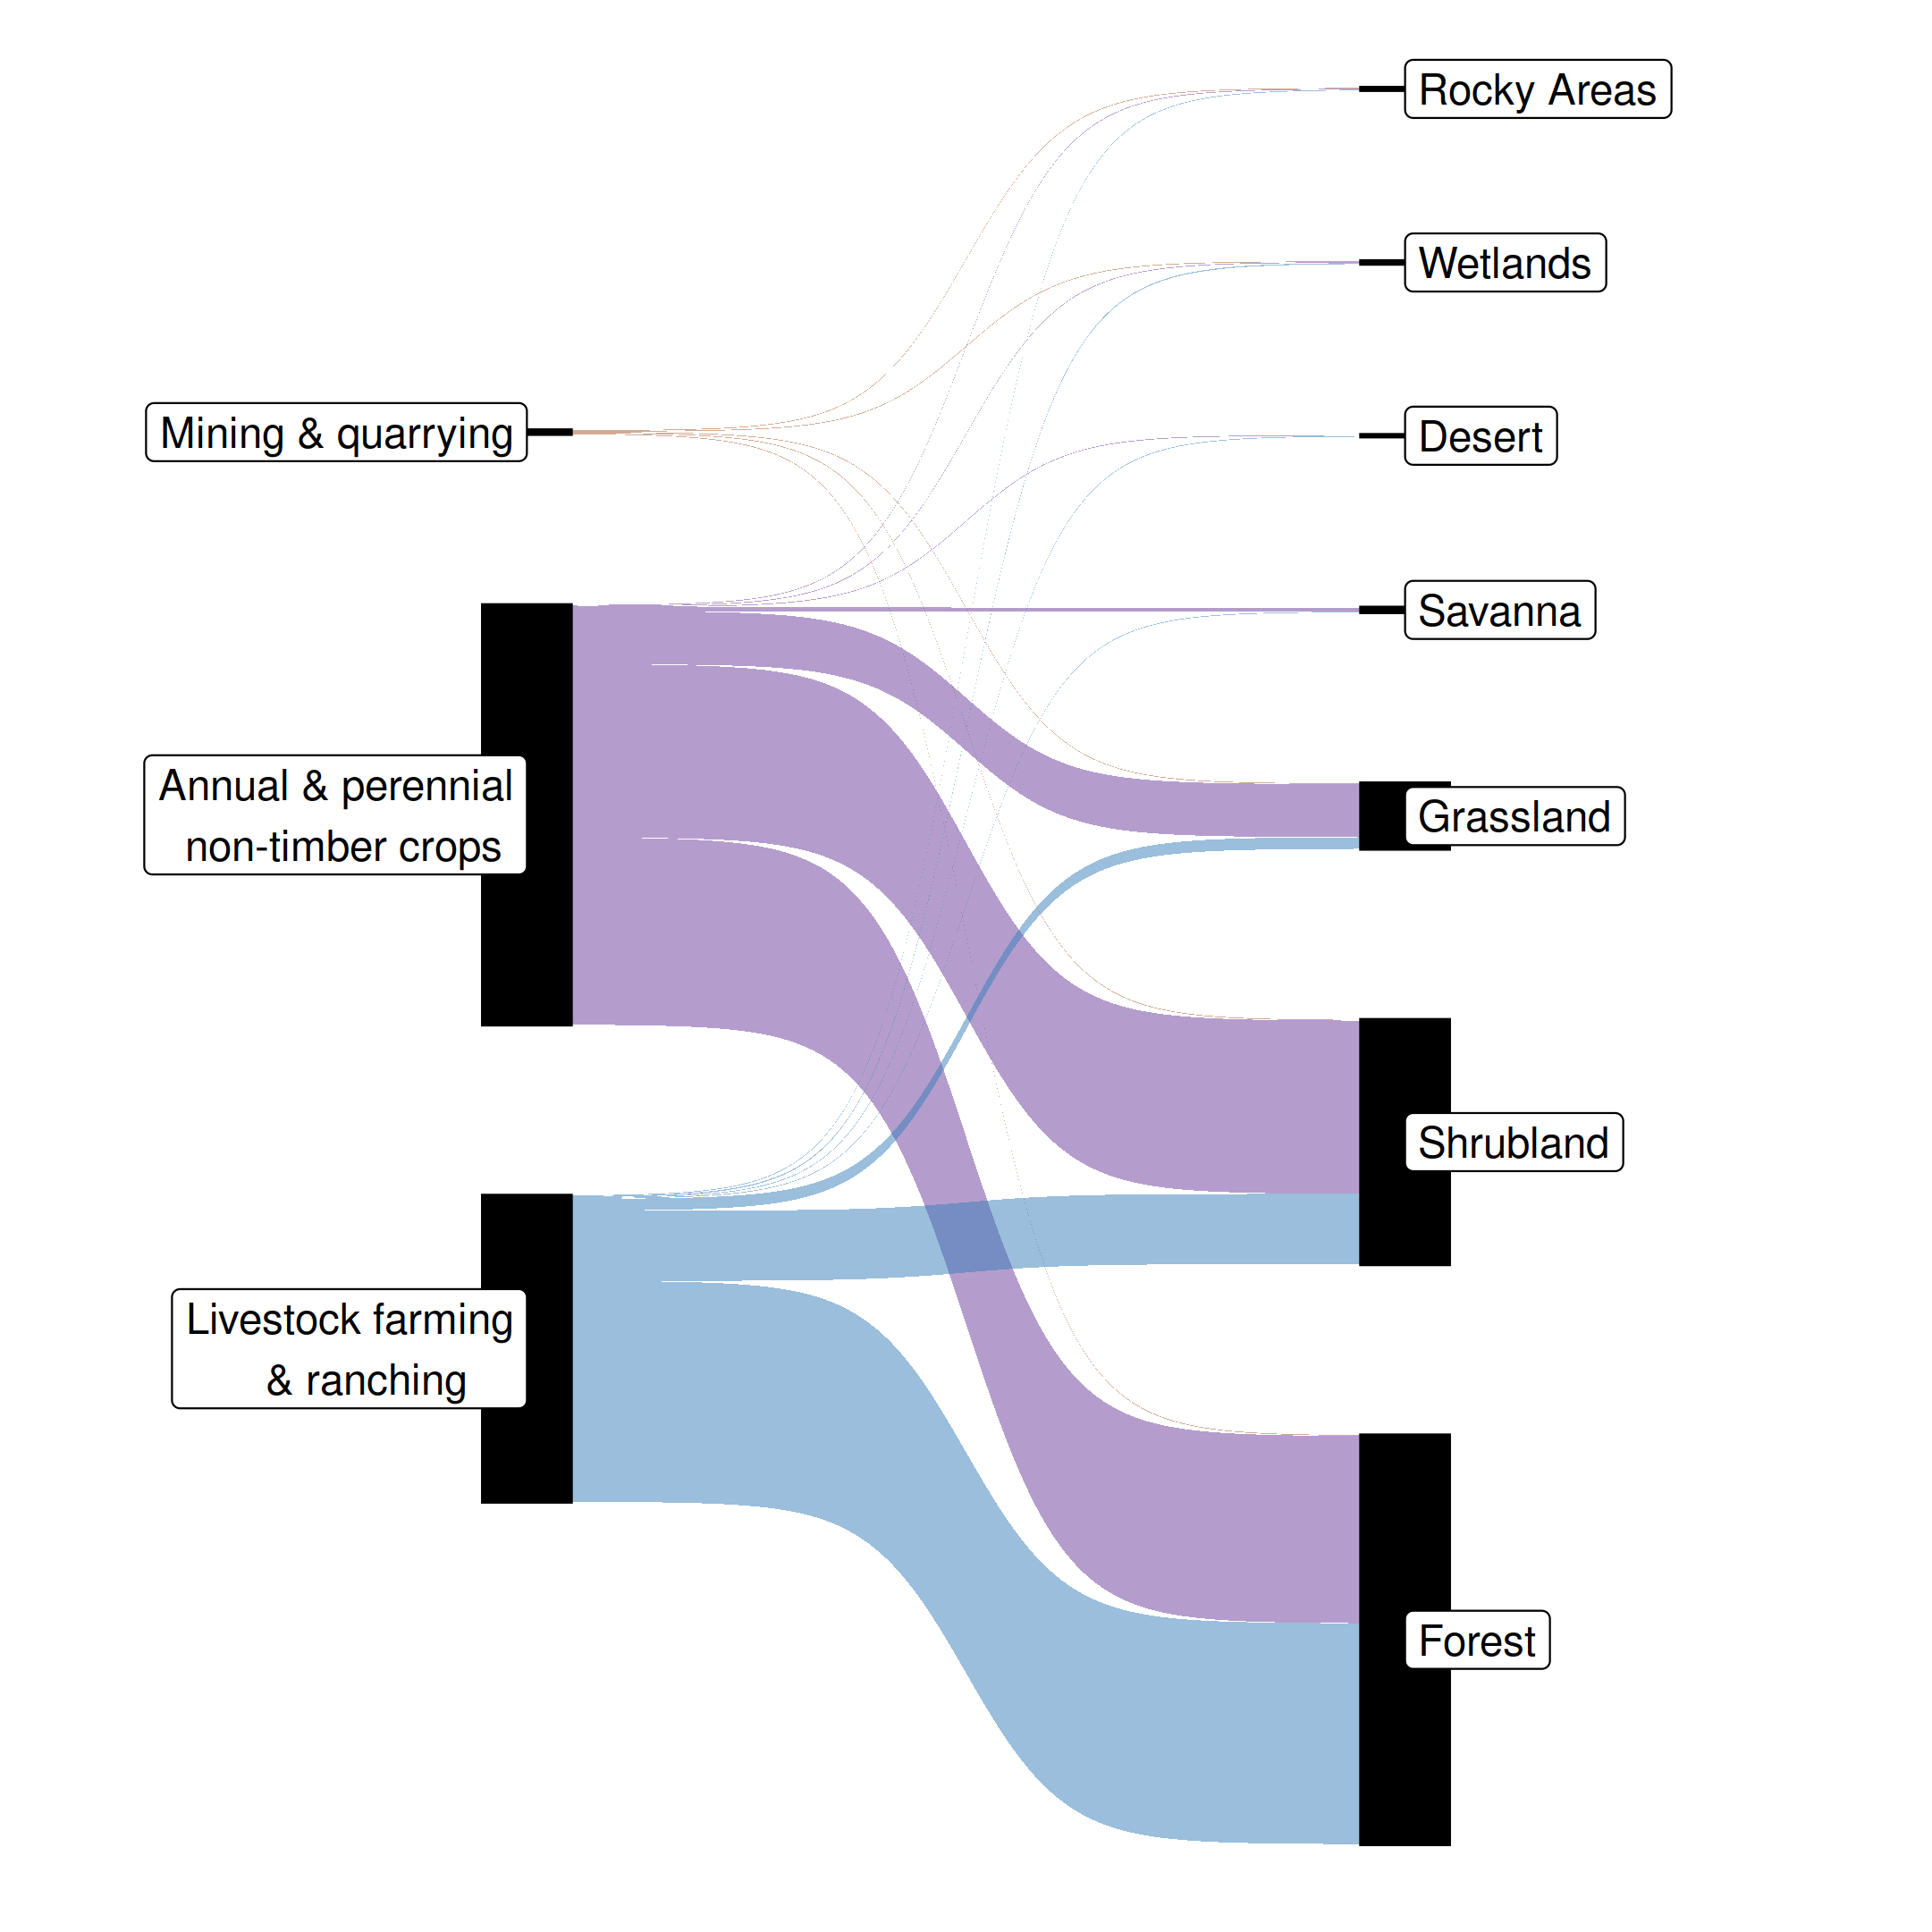 Rocky Areas
Wetlands
Mining & quarrying
Desert
Savanna
Annual & perennial
non-timber crops
Grassland
Shrubland
Livestock farming
& ranching
Forest